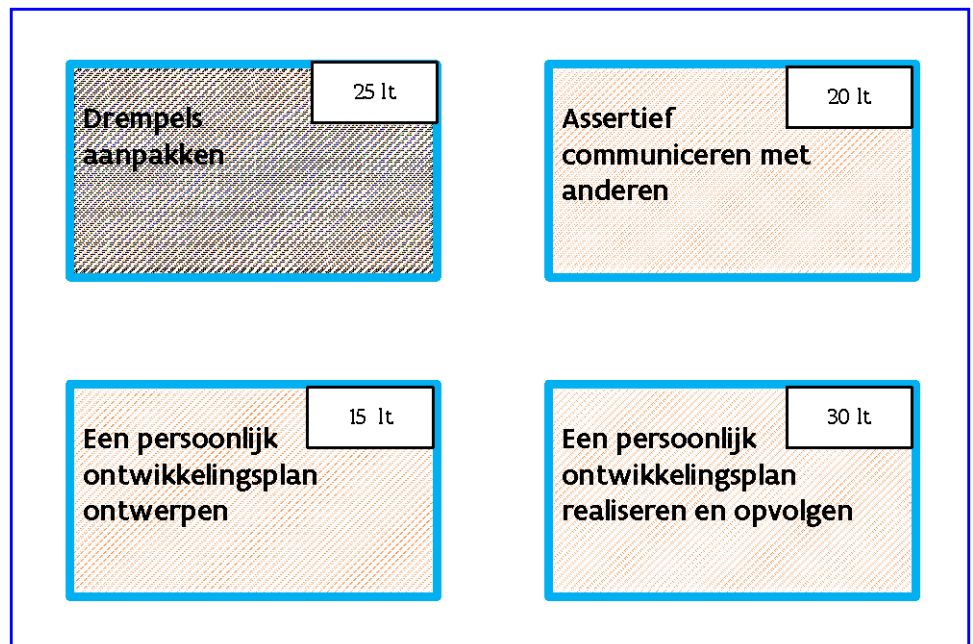 25 lt
Drempels
aanpakken
20 lt
Assertief
communiceren met
anderen
15 lt
Een persoonlijk
ontwikkelingsplan
ontwerpen
30 lt
Een persoonlijk
ontwikkelingsplan
realiseren en opvolgen